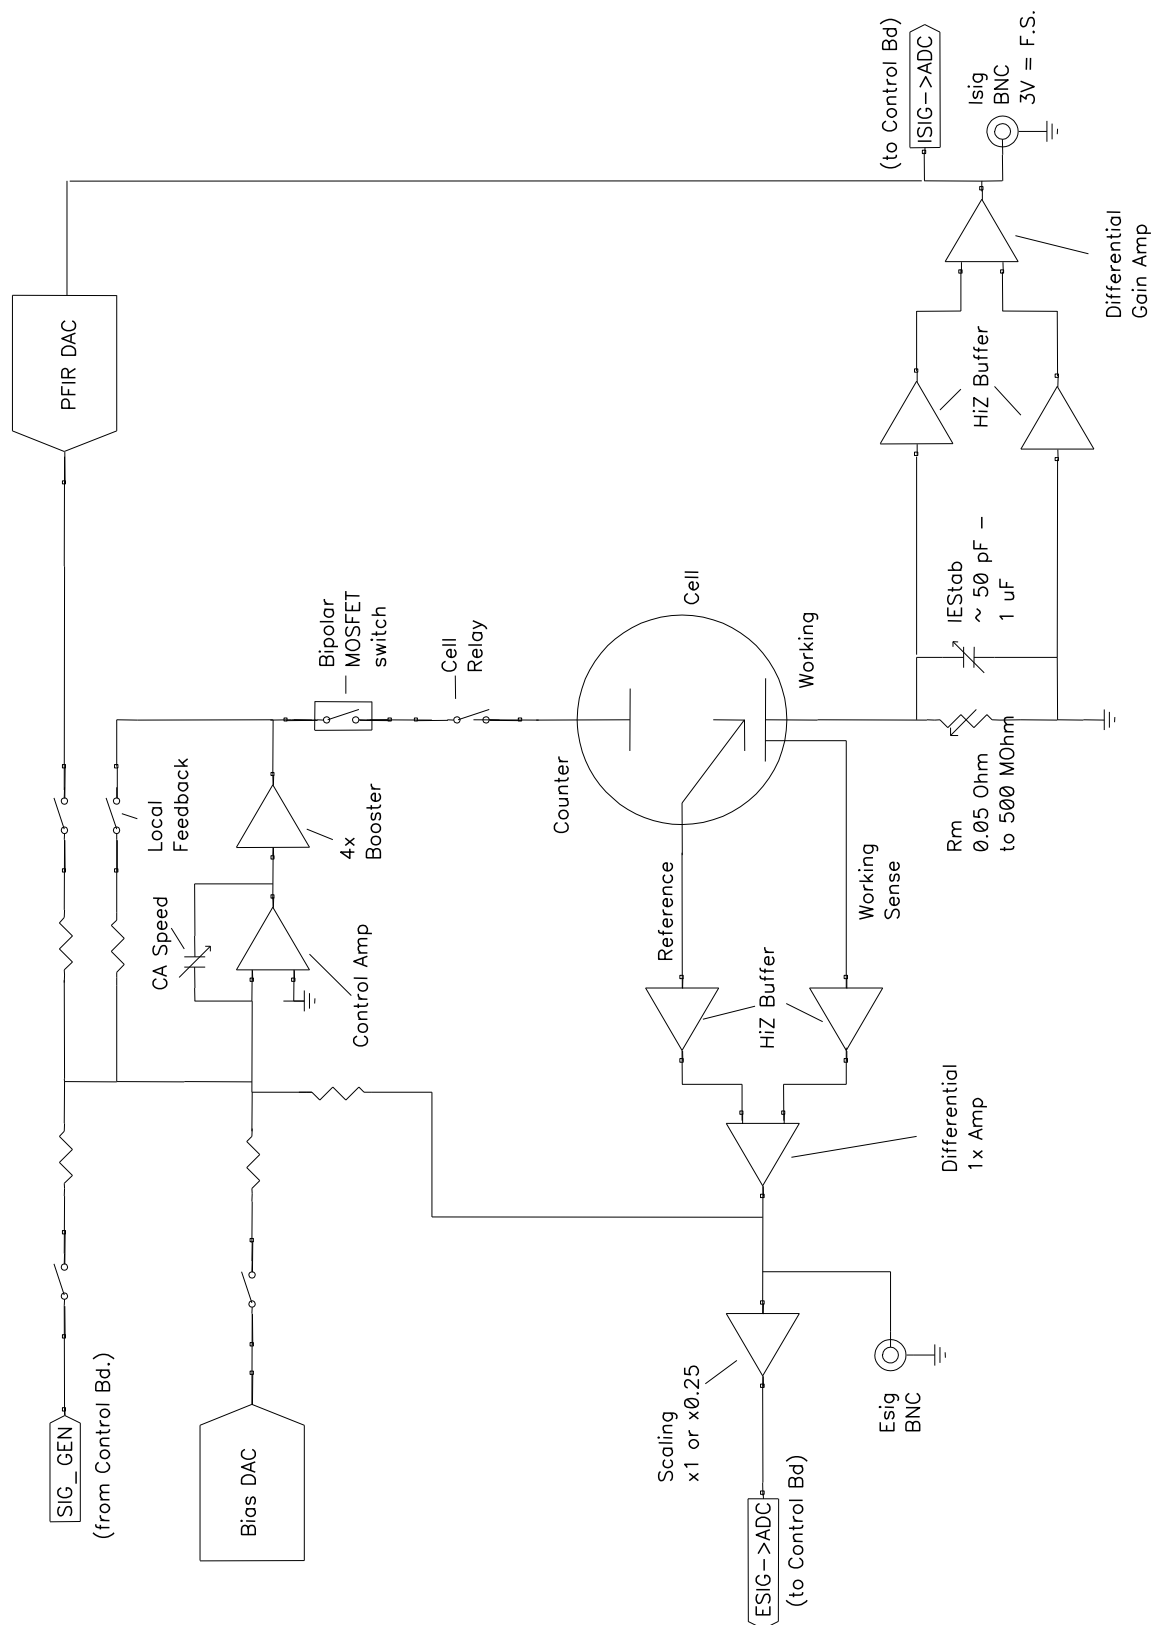 SIG_GEN
(from Control Bd.)
Bias DAC
PFIR DAC
Local
Feedback
CA Speed
Control Amp
4x
Booster
Bipolar
MOSFET
switch
Cell
Relay
Counter
Cell
Working
Reference
Working
Sense
HiZ Buffer
Differential
1x Amp
Scaling
x1 or x0.25
ESIG->ADC
(to Control Bd)
Esig
BNC
Rm
0.05 Ohm
to 500 MOhm
IEStab
~ 50 pF -
1 uF
HiZ Buffer
Differential
Gain Amp
(to Control Bd)
ISIG->ADC
Isig
BNC
3V = F.S.